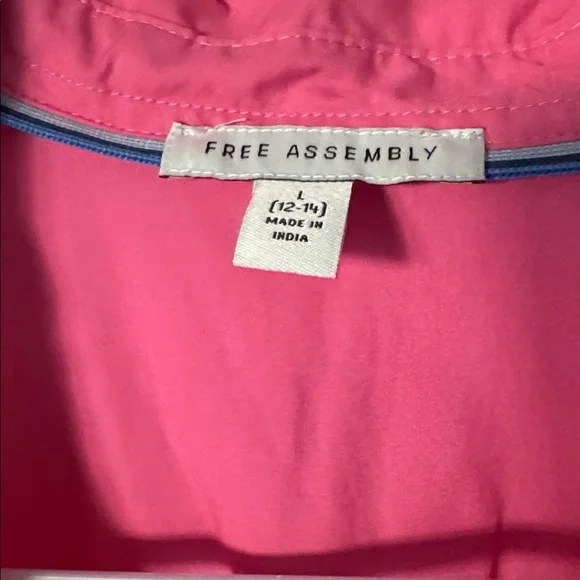 FREE ASSEMBLY
L
(12-14)
MADE IN
INDIA